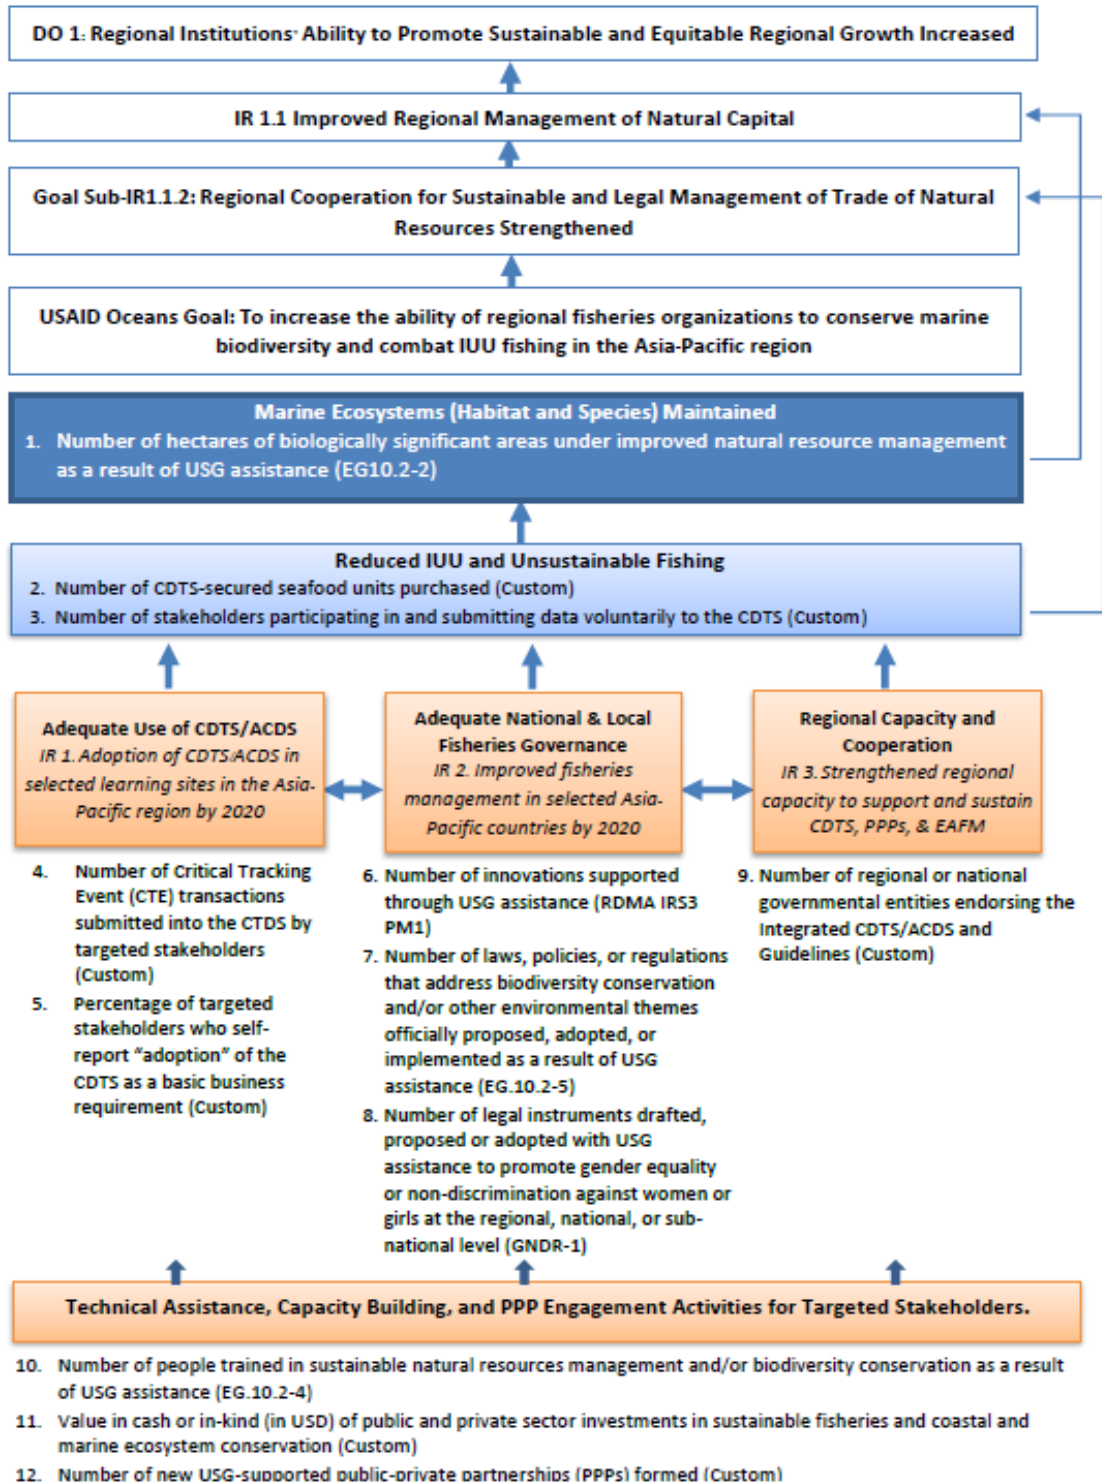 DO 1: Regional Institutions' Ability to Promote Sustainable and Equitable Regional Growth Increased
IR 1.1 Improved Regional Management of Natural Capital
Goal Sub-IR1.1.2: Regional Cooperation for Sustainable and Legal Management of Trade of Natural
Resources Strengthened
USAID Oceans Goal: To increase the ability of regional fisheries organizations to conserve marine
biodiversity and combat IUU fishing in the Asia-Pacific region
Marine Ecosystems (Habitat and Species) Maintained
1. Number of hectares of biologically significant areas under improved natural resource management
as a result of USG assistance (EG10.2-2)
Reduced IUU and Unsustainable Fishing
2. Number of CDTS-secured seafood units purchased (Custom)
3. Number of stakeholders participating in and submitting data voluntarily to the CDTS (Custom)
Adequate Use of CDTS/ACDS
IR 1. Adoption of CDTS/ACDS in
selected learning sites in the Asia-
Pacific region by 2020
Adequate National & Local
Fisheries Governance
IR 2. Improved fisheries
management in selected Asia-
Pacific countries by 2020
Regional Capacity and
Cooperation
IR 3. Strengthened regional
capacity to support and sustain
CDTS, PPPs, & EAFM
4. Number of Critical Tracking
Event (CTE) transactions
submitted into the CTDS by
targeted stakeholders
(Custom)
5. Percentage of targeted
stakeholders who self-
report "adoption" of the
CDTS as a basic business
requirement (Custom)
6. Number of innovations supported
through USG assistance (RDMA IRS3
PM1)
7. Number of laws, policies, or regulations
that address biodiversity conservation
and/or other environmental themes
officially proposed, adopted, or
implemented as a result of USG
assistance (EG.10.2-5)
8. Number of legal instruments drafted,
proposed or adopted with USG
assistance to promote gender equality
or non-discrimination against women or
girls at the regional, national, or sub-
national level (GNDR-1)
9. Number of regional or national
governmental entities endorsing the
Integrated CDTS/ACDS and
Guidelines (Custom)
Technical Assistance, Capacity Building, and PPP Engagement Activities for Targeted Stakeholders.
10. Number of people trained in sustainable natural resources management and/or biodiversity conservation as a result
of USG assistance (EG.10.2-4)
11. Value in cash or in-kind (in USD) of public and private sector investments in sustainable fisheries and coastal and
marine ecosystem conservation (Custom)
12. Number of new USG-supported public-private partnerships (PPPs) formed (Custom)